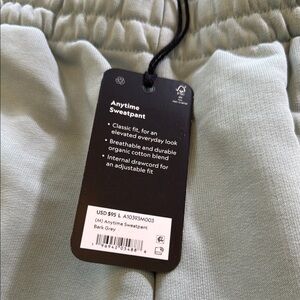 Anytime
Sweatpant
• Classic fit, for an
elevated everyday look
• Breathable and durable
organic cotton blend
• Internal drawcord for
an adjustable fit
USD $95 L A10393M003
(M) Anytime Sweatpant
Bark Grey